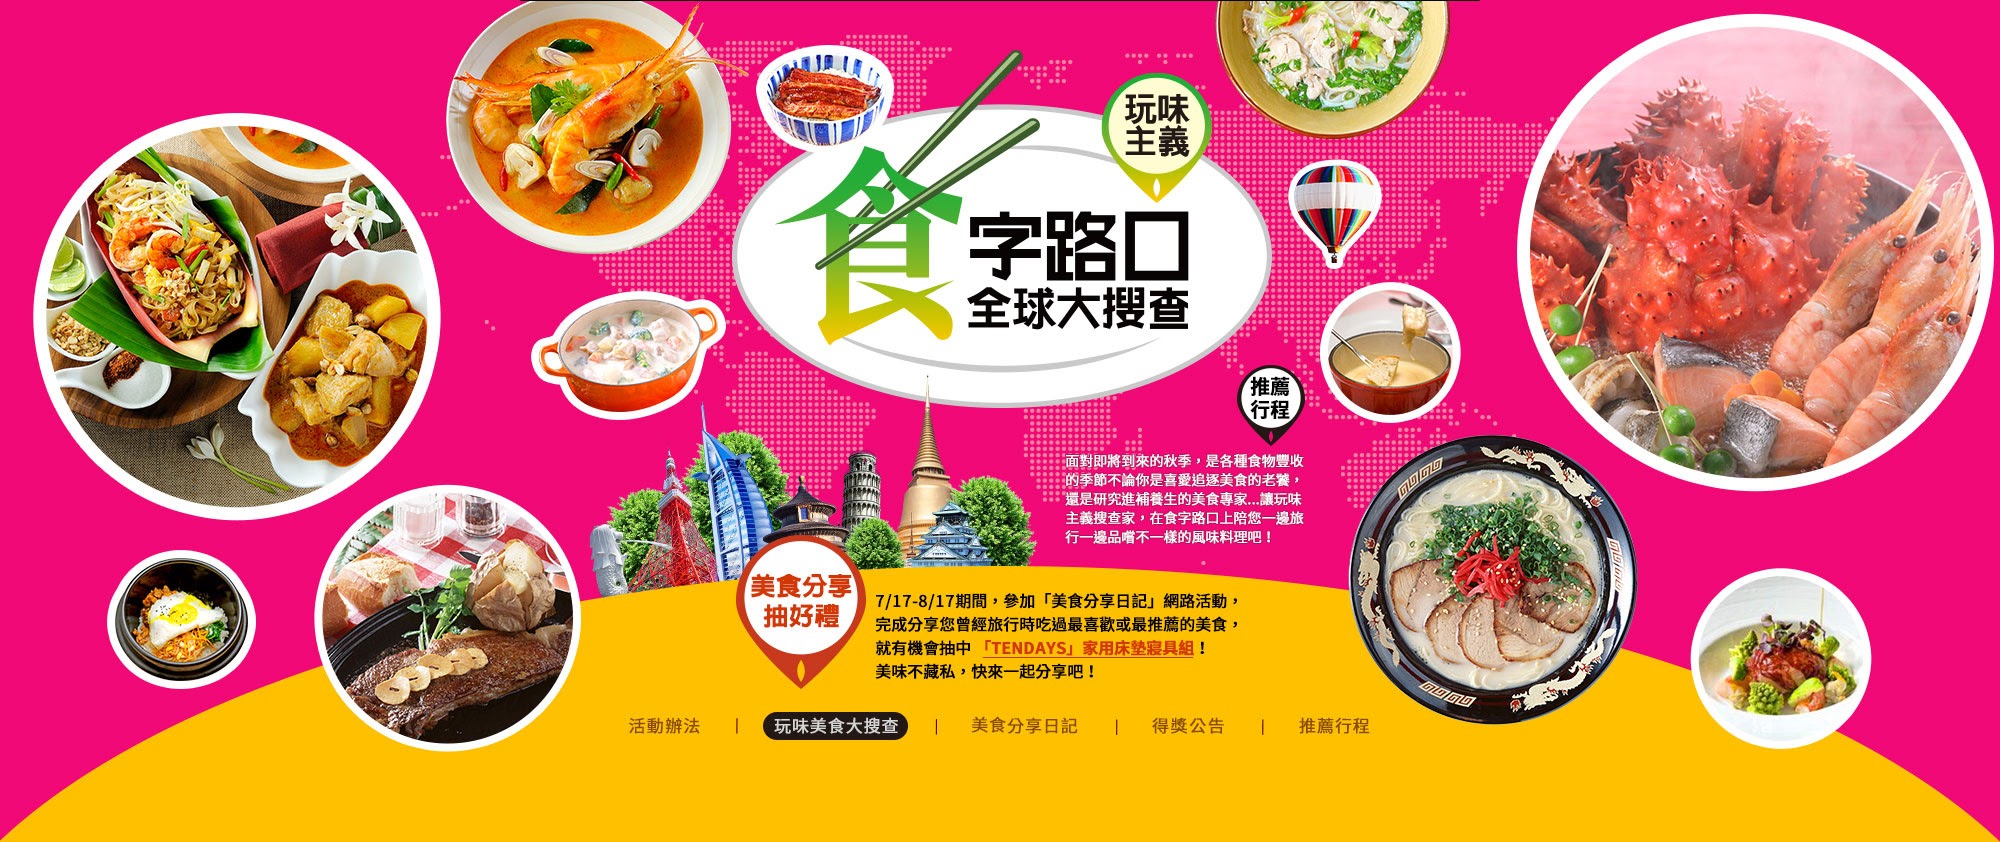 玩味
主義
食字路口
全球大搜查
推薦
行程
面對即將到來的秋季，是各種食物豐收
的季節不論你是喜愛追逐美食的老饕，
還是研究進補養生的美食專家...讓玩味
主義搜查家，在食字路口上陪您一邊旅
行一邊品嚐不一樣的風味料理吧！
美食分享
抽好禮
7/17-8/17期間，參加「美食分享日記」網路活動，
完成分享您曾經旅行時吃過最喜歡或最推薦的美食，
就有機會抽中「TENDAYS」家用床墊寢具組！
美味不藏私，快來一起分享吧！
活動辦法 | 玩味美食大搜查 | 美食分享日記 | 得獎公告 | 推薦行程